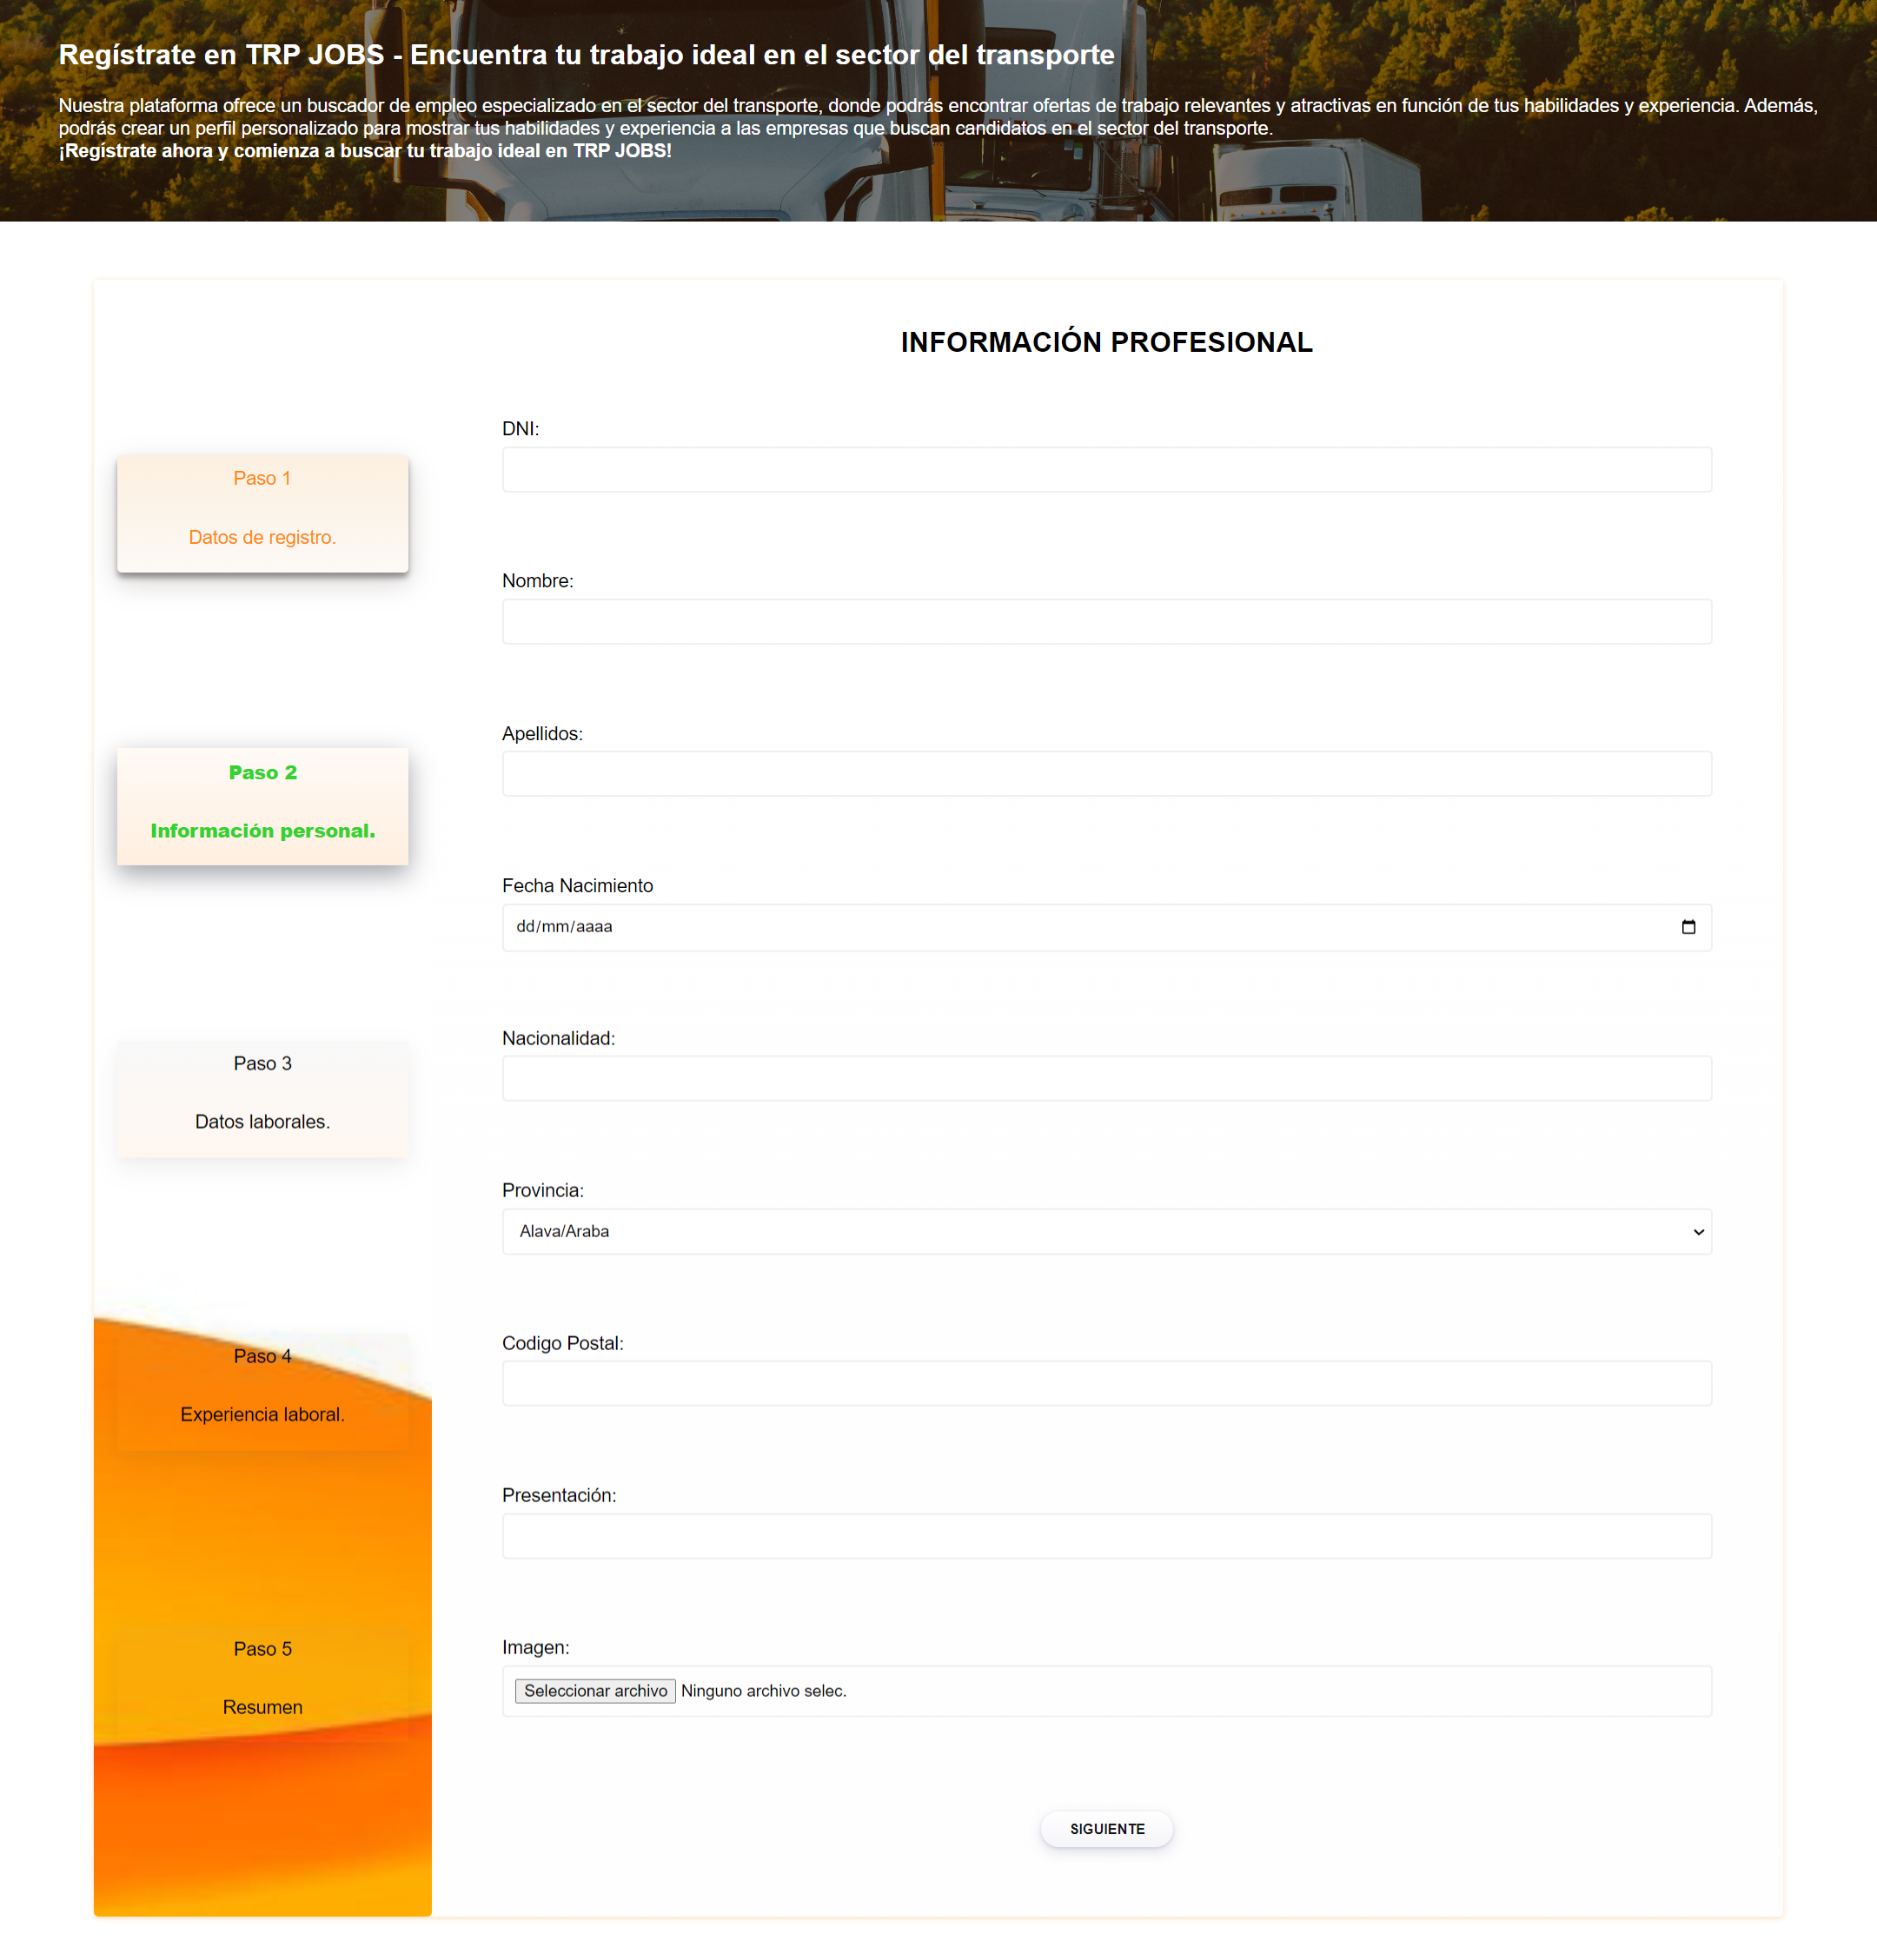 Regístrate en TRP JOBS - Encuentra tu trabajo ideal en el sector del transporte
Nuestra plataforma ofrece un buscador de empleo especializado en el sector del transporte, donde podrás encontrar ofertas de trabajo relevantes y atractivas en función de tus habilidades y experiencia. Además,
podrás crear un perfil personalizado para mostrar tus habilidades y experiencia a las empresas que buscan candidatos en el sector del transporte.
¡Regístrate ahora y comienza a buscar tu trabajo ideal en TRP JOBS!
Paso 1
Datos de registro.
Paso 2
Información personal.
Paso 3
Datos laborales.
Paso 4
Experiencia laboral.
Paso 5
Resumen
INFORMACIÓN PROFESIONAL
DNI:
Nombre:
Apellidos:
Fecha Nacimiento
dd/mm/aaaa
Nacionalidad:
Provincia:
Alava/Araba
Codigo Postal:
Presentación:
Imagen:
Seleccionar archivo Ninguno archivo selec.
SIGUIENTE